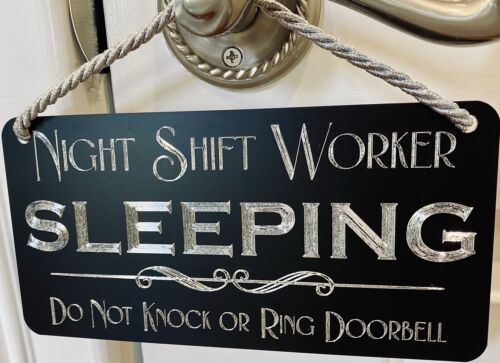 Night Shift Worker
SLEEPING
Do Not Knock or Ring Doorbell